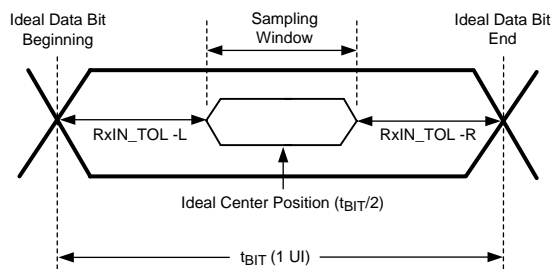 Ideal Data Bit
Beginning
Sampling
Window
Ideal Data Bit
End
RxIN_TOL -L
RxIN_TOL -R
Ideal Center Position (tBIT/2)
tBIT (1 UI)